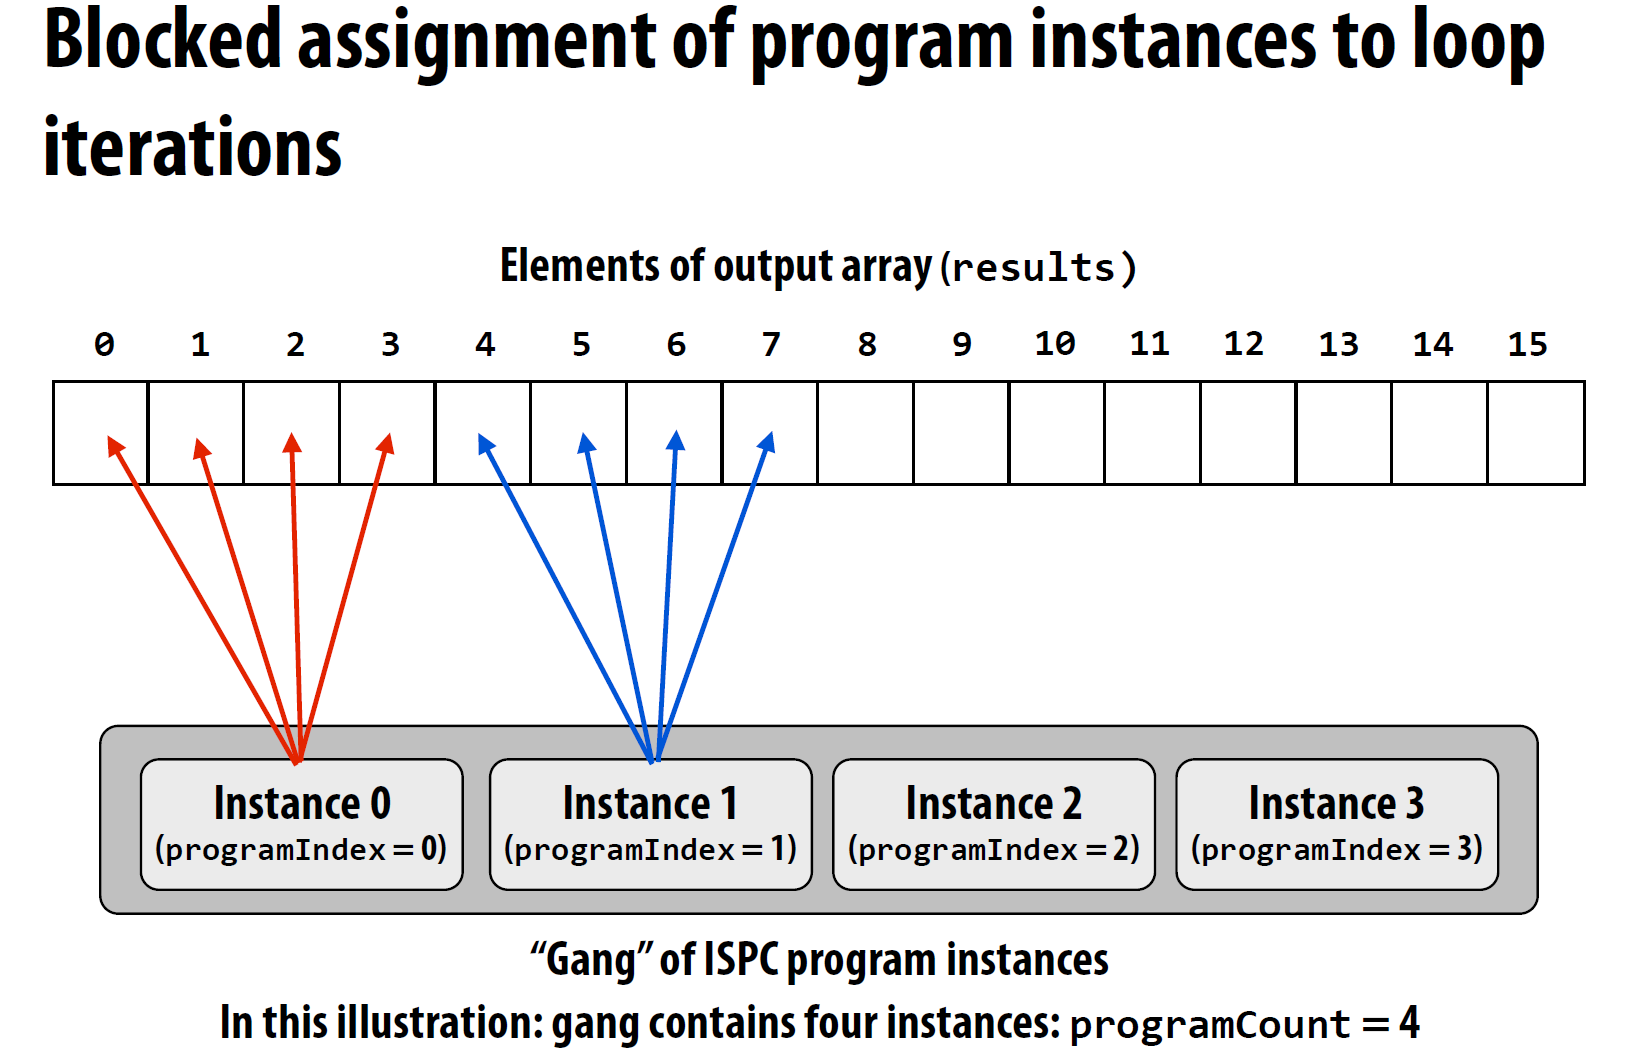 Blocked assignment of program instances to loop
iterations
Elements of output array (results)
0 1 2 3 4 5 6 7 8 9 10 11 12 13 14 15
Instance 0 Instance 1 Instance 2 Instance 3
(programIndex = 0) (programIndex = 1) (programIndex = 2) (programIndex = 3)
“Gang” of ISPC program instances
In this illustration: gang contains four instances: programCount = 4